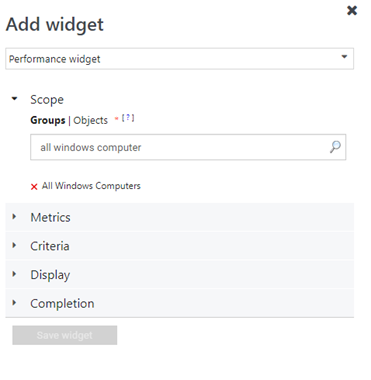 Add widget
Performance widget
Scope
Groups | Objects * [?]
all windows computer
All Windows Computers
Metrics
Criteria
Display
Completion
Save widget